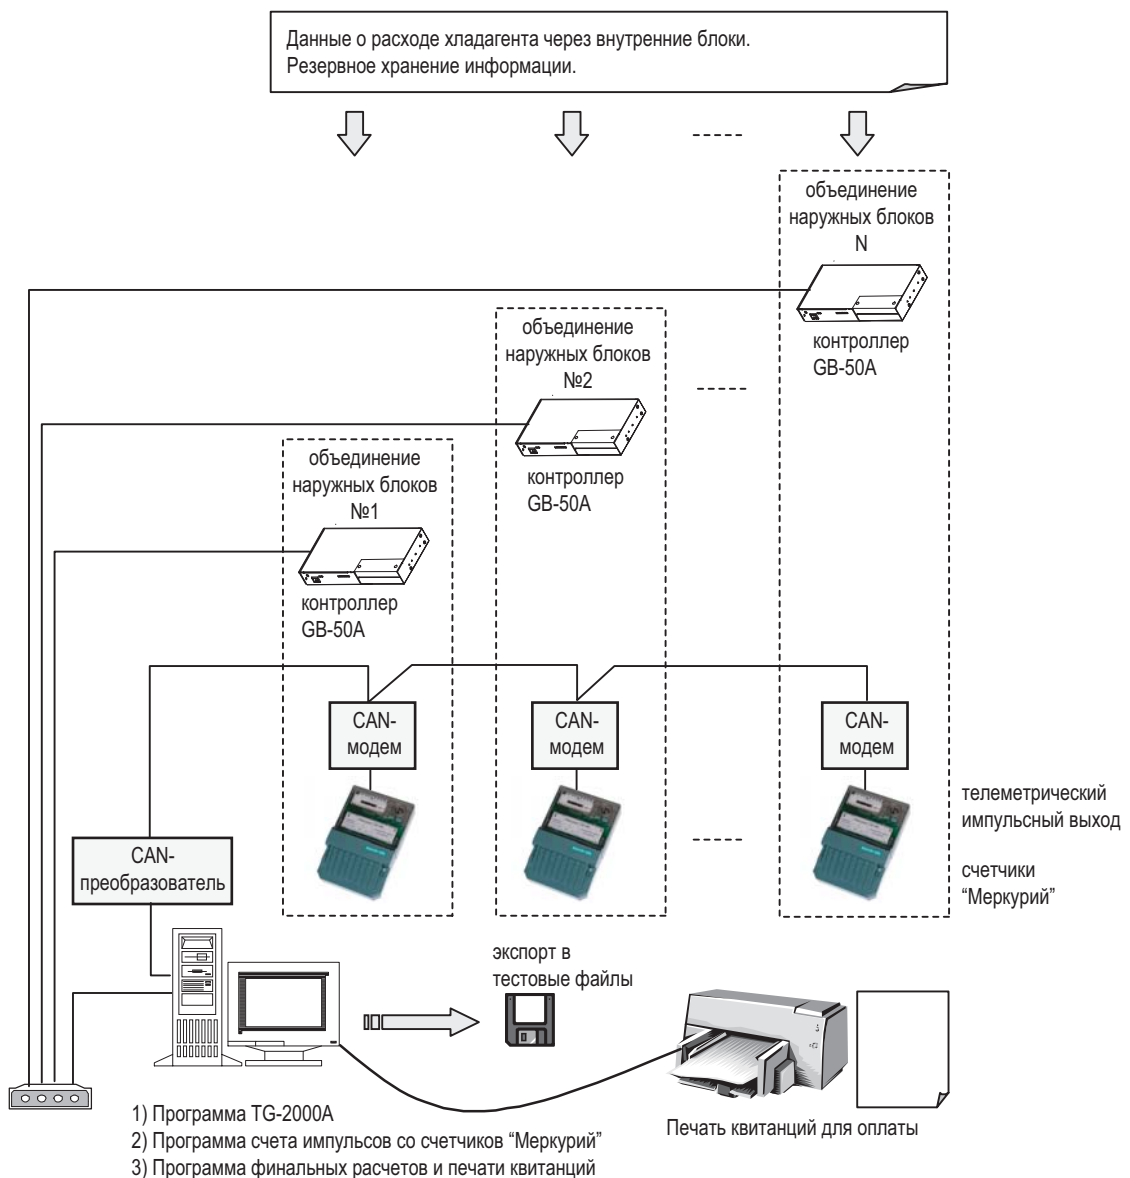 Данные о расходе хладагента через внутренние блоки.
Резервное хранение информации.
объединение
наружных блоков
N
контроллер
GB-50A
объединение
наружных блоков
№2
контроллер
GB-50A
объединение
наружных блоков
№1
контроллер
GB-50A
CAN-
модем
CAN-
модем
CAN-
модем
телеметрический
импульсный выход
счетчики
“Меркурий”
CAN-
преобразователь
экспорт в
тестовые файлы
1) Программа TG-2000A
2) Программа счета импульсов со счетчиков “Меркурий”
3) Программа финальных расчетов и печати квитанций
Печать квитанций для оплаты